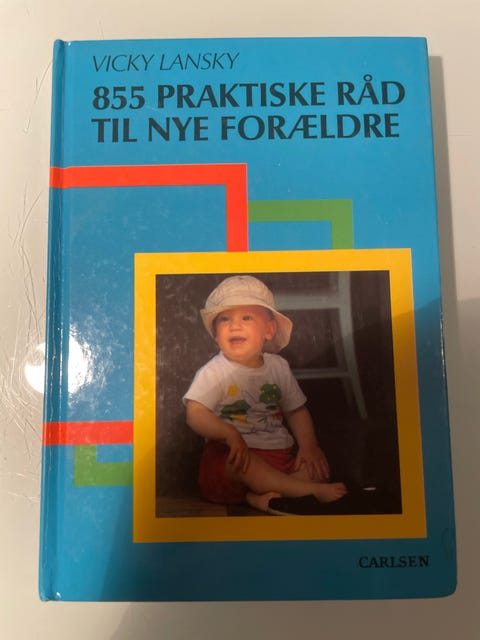 VICKY LANSKY
855 PRAKTISKE RÅD
TIL NYE FORÆLDRE
CARLSEN